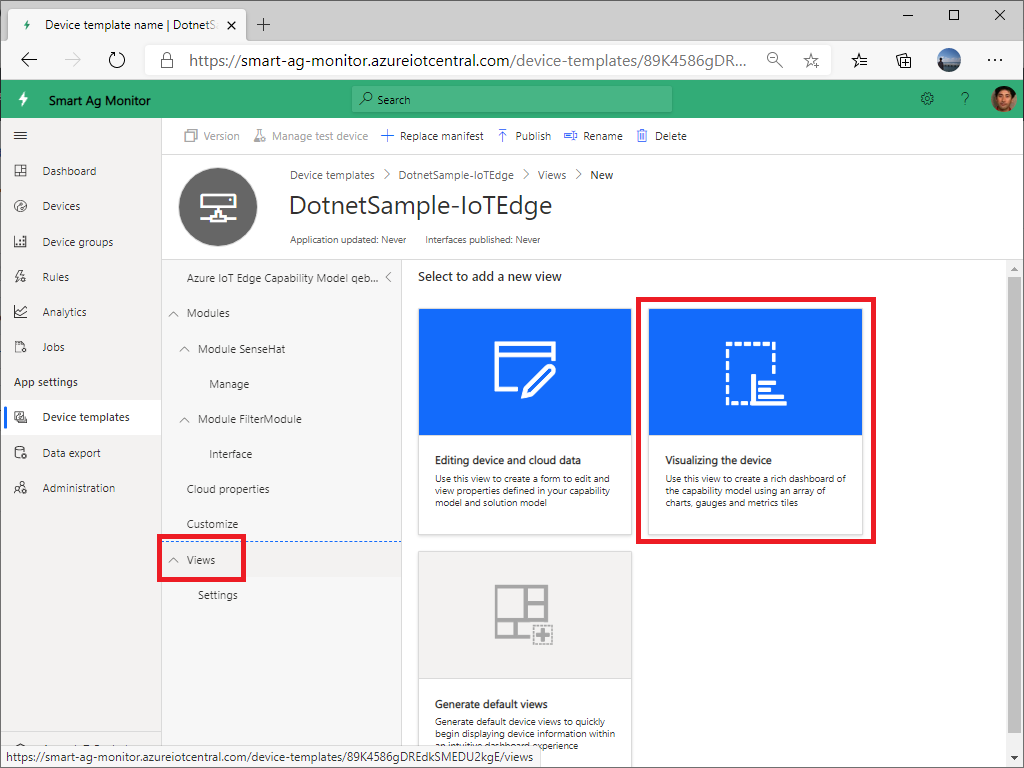 Device template name | DotnetS
https://smart-ag-monitor.azureiotcentral.com/device-templates/89K4586gDR...
Smart Ag Monitor
Search
?
Version
Manage test device
Replace manifest
Publish
Rename
Delete
Dashboard
Devices
Device groups
Rules
Analytics
Jobs
App settings
Device templates
Data export
Administration
Device templates > DotnetSample-IoTEdge > Views > New
DotnetSample-IoTEdge
Application updated: Never Interfaces published: Never
Azure IoT Edge Capability Model qeb...
Modules
Module SenseHat
Manage
Module FilterModule
Interface
Cloud properties
Customize
Views
Settings
Select to add a new view
Editing device and cloud data
Use this view to create a form to edit and
view properties defined in your capability
model and solution model
Visualizing the device
Use this view to create a rich dashboard of
the capability model using an array of
charts, gauges and metrics tiles
Generate default views
Generate default device views to quickly
begin displaying device information within
an intuitive dashboard experience
https://smart-ag-monitor.azureiotcentral.com/device-templates/89K4586gDREdkSMEDU2kgE/views